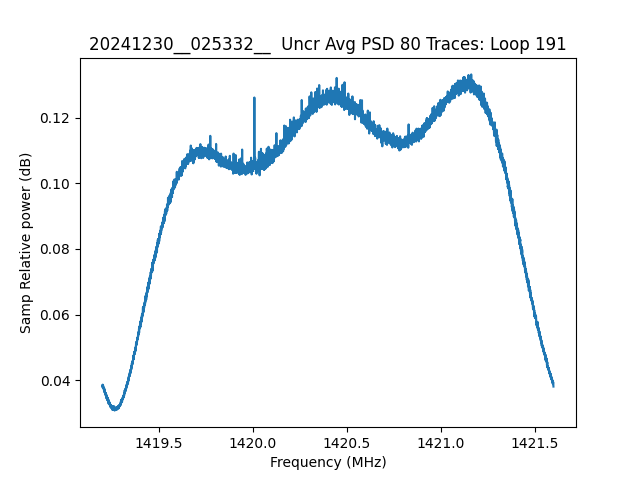 20241230__025332__  Uncr Avg PSD 80 Traces: Loop 191
Samp Relative power (dB)
0.12
0.10
0.08
0.06
0.04
1419.5 1420.0 1420.5 1421.0 1421.5
Frequency (MHz)